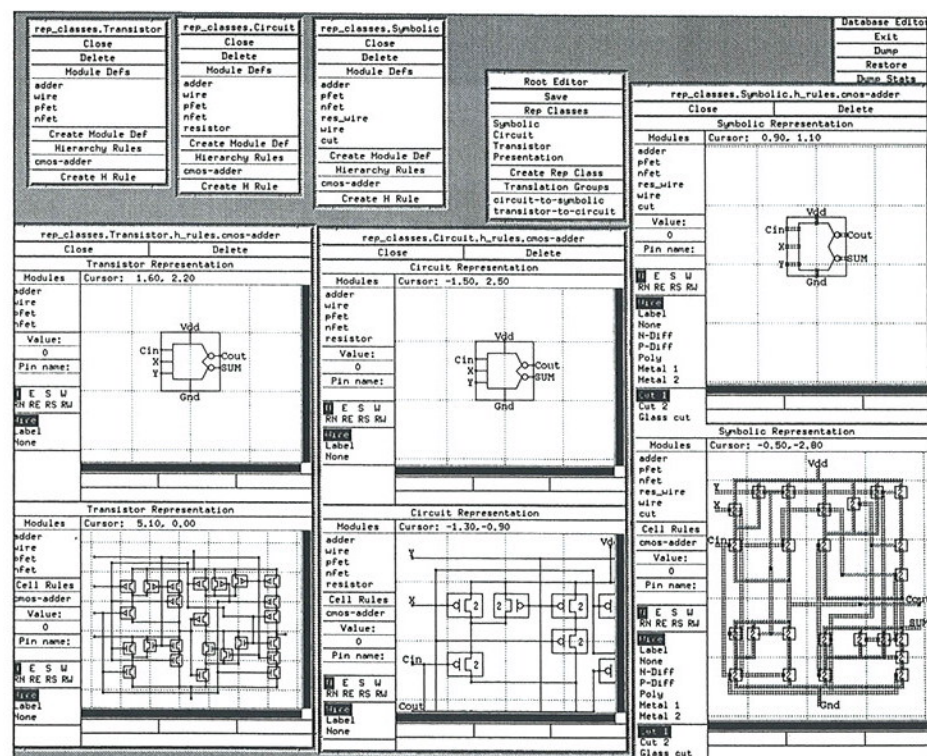 rep_classes.Transistor
Close
Delete
Module Defs
adder
wire
pfet
nfet
Create Module Def
Hierarchy Rules
cmos-adder
Create H Rule
rep_classes.Circuit
Close
Delete
Module Defs
adder
wire
pfet
nfet
resistor
Create Module Def
Hierarchy Rules
cmos-adder
Create H Rule
rep_classes.Symbolic
Close
Delete
Module Defs
adder
pfet
nfet
res_wire
wire
cut
Create Module Def
Hierarchy Rules
cmos-adder
Create H Rule
Root Editor
Save
Rep Classes
Symbolic
Circuit
Transistor
Presentation
Create Rep Class
Translation Groups
circuit-to-symbolic
transistor-to-circuit
Database Editor
Exit
Dump
Restore
Dump Stats
rep_classes.Transistor.h_rules.cmos-adder
Close Delete
Transistor Representation
Modules Cursor: 1.60, 2.20
adder
wire
pfet
nfet
Value:
0
Pin name:
N E S W
RN RE RS RW
Wire
Label
None
Vdd
Cin
X
Y
Cout
SUM
Gnd
Transistor Representation
Modules Cursor: 5.10, 0.00
adder
wire
pfet
nfet
Cell Rules
cmos-adder
Value:
0
Pin name:
N E S W
RN RE RS RW
Wire
Label
None
rep_classes.Circuit.h_rules.cmos-adder
Close Delete
Circuit Representation
Modules Cursor: -1.50, 2.50
adder
wire
pfet
nfet
resistor
Value:
0
Pin name:
N E S W
RN RE RS RW
Wire
Label
None
Vdd
Cin
X
Y
Cout
SUM
Gnd
Circuit Representation
Modules Cursor: -1.30,-0.90
adder
wire
pfet
nfet
resistor
Cell Rules
cmos-adder
Value:
0
Pin name:
N E S W
RN RE RS RW
Wire
Label
None
Y
Vd
X
2 2 2 2
2
Cin
2
Cout
rep_classes.Symbolic.h_rules.cmos-adder
Close Delete
Symbolic Representation
Modules Cursor: 0.90, 1.10
adder
pfet
nfet
res_wire
wire
cut
Value:
0
Pin name:
N E S W
RN RE RS RW
Wire
Label
None
N-Diff
P-Diff
Poly
Metal 1
Metal 2
Cut 1
Cut 2
Glass cut
Vdd
Cin
X
Y
Cout
SUM
Gnd
Symbolic Representation
Modules Cursor: -0.50,-2.80
adder
pfet
nfet
res_wire
wire
cut
Cell Rules
cmos-adder
Value:
0
Pin name:
N E S W
RN RE RS RW
Wire
Label
None
N-Diff
P-Diff
Poly
Metal 1
Metal 2
Cut 1
Cut 2
Glass cut
Vdd
Y
X
Cin
Cout
SUM
Gnd